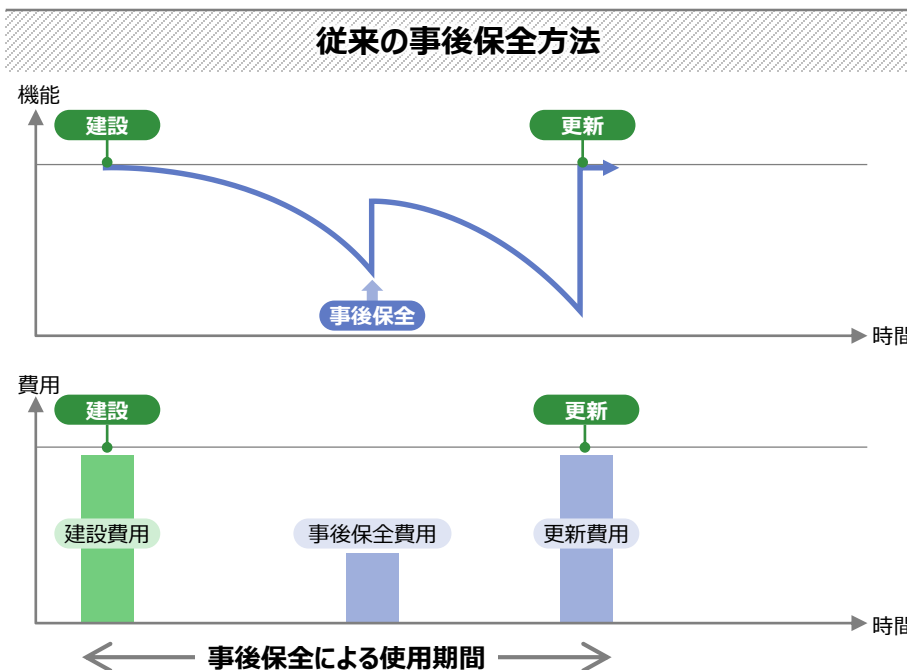 従来の事後保全方法
機能
建設
更新
事後保全
時間
費用
建設
更新
建設費用
事後保全費用
更新費用
時間
事後保全による使用期間